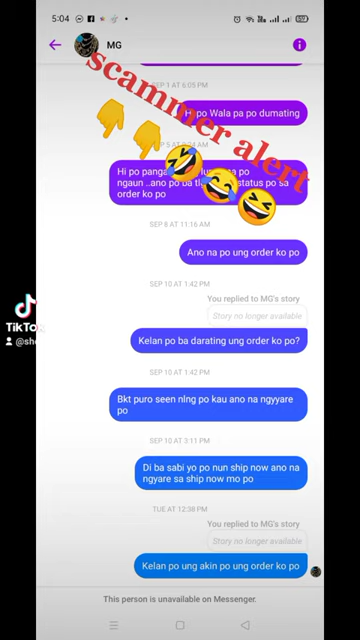 5:04
MG
SEP 1 AT 6:05 PM
po Wala pa po dumating
scammer alert
SEP 5
Hi po po
ngaun ..ano po ba status po sa
order ko po
SEP 8 AT 11:16 AM
Ano na po ung order ko po
SEP 10 AT 1:42 PM
You replied to MG's story
Story no longer available
Kelan po ba darating ung order ko po?
SEP 10 AT 1:42 PM
Bkt puro seen nlng po kau ano na ngyyare
po
SEP 10 AT 3:11 PM
Di ba sabi yo po nun ship now ano na
ngyare sa ship now mo po
TUE AT 12:38 PM
You replied to MG's story
Story no longer available
Kelan po ung akin po ung order ko po
This person is unavailable on Messenger.
TikTok